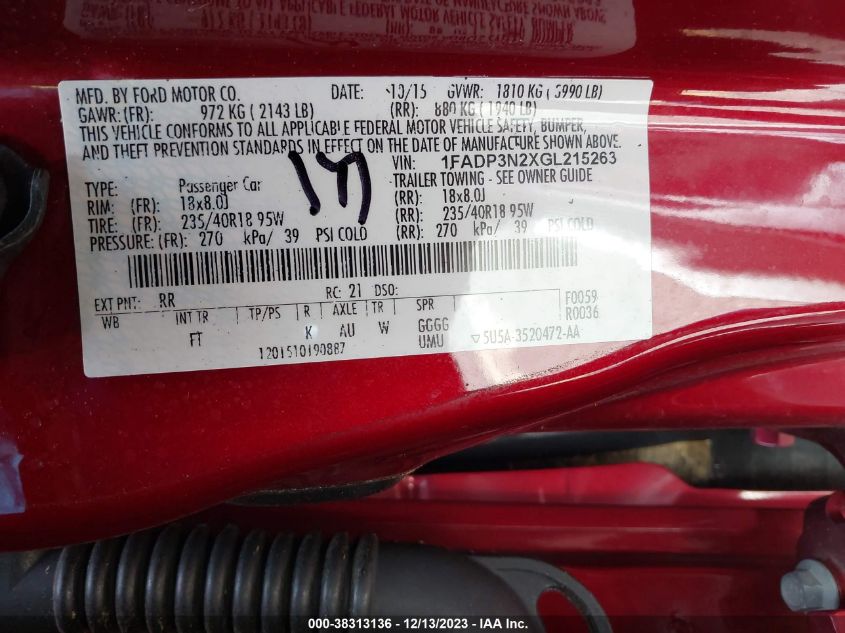 MFD. BY FORD MOTOR CO. DATE: 10/15 GVWR: 1810 KG ( 3990 LB)
GAWR: (FR): 972 KG ( 2143 LB) (RR): 880 KG ( 1940 LB)
THIS VEHICLE CONFORMS TO ALL APPLICABLE FEDERAL MOTOR VEHICLE SAFETY, BUMPER,
AND THEFT PREVENTION STANDARDS IN EFFECT ON THE DATE OF MANUFACTURE SHOWN ABOVE.
VIN: 1FADP3N2XGL215263
TYPE: Passenger Car TRAILER TOWING - SEE OWNER GUIDE
RIM: (FR): 18x8.0J (RR): 18x8.0J
TIRE: (FR): 235/40R18 95W (RR): 235/40R18 95W
PRESSURE: (FR): 270 kPa/ 39 PSI COLD (RR): 270 kPa/ 39 PSI COLD
EXT PNT: RR RC: 21 DSO: F0059
WB INT TR TP/PS R AXLE TR SPR R0036
FT K AU W GGGG
UMU 5U5A-3520472-AA
1201510190887
000-38313136 - 12/13/2023 - IAA Inc.